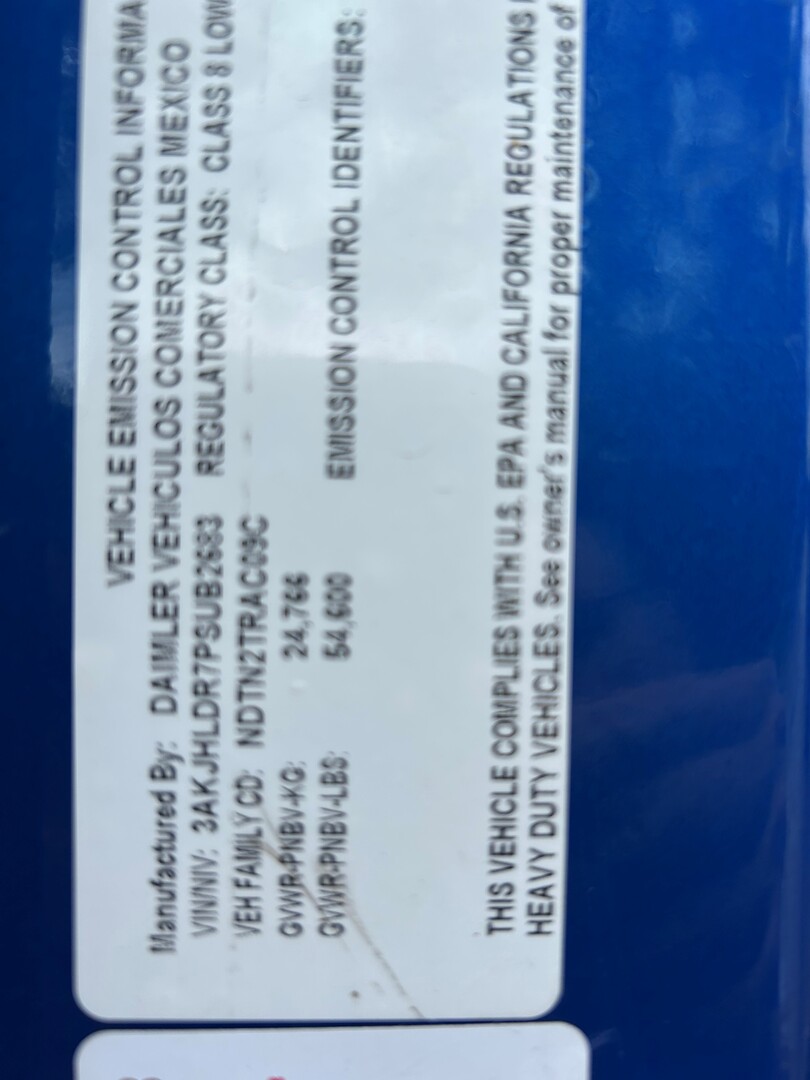 VEHICLE EMISSION CONTROL INFORMA
Manufactured By: DAIMLER VEHICULOS COMERCIALES MEXICO
VIN/NIV: 3AKJHLDR7PSUB2683 REGULATORY CLASS: CLASS 8 LOW
VEH FAMILY CD: NDTN2TRAC09C
GVWR-PNBV-KG: 24,766
GVWR-PNBV-LBS: 54,600 EMISSION CONTROL IDENTIFIERS:
THIS VEHICLE COMPLIES WITH U.S. EPA AND CALIFORNIA REGULATIONS
HEAVY DUTY VEHICLES. See owner's manual for proper maintenance of